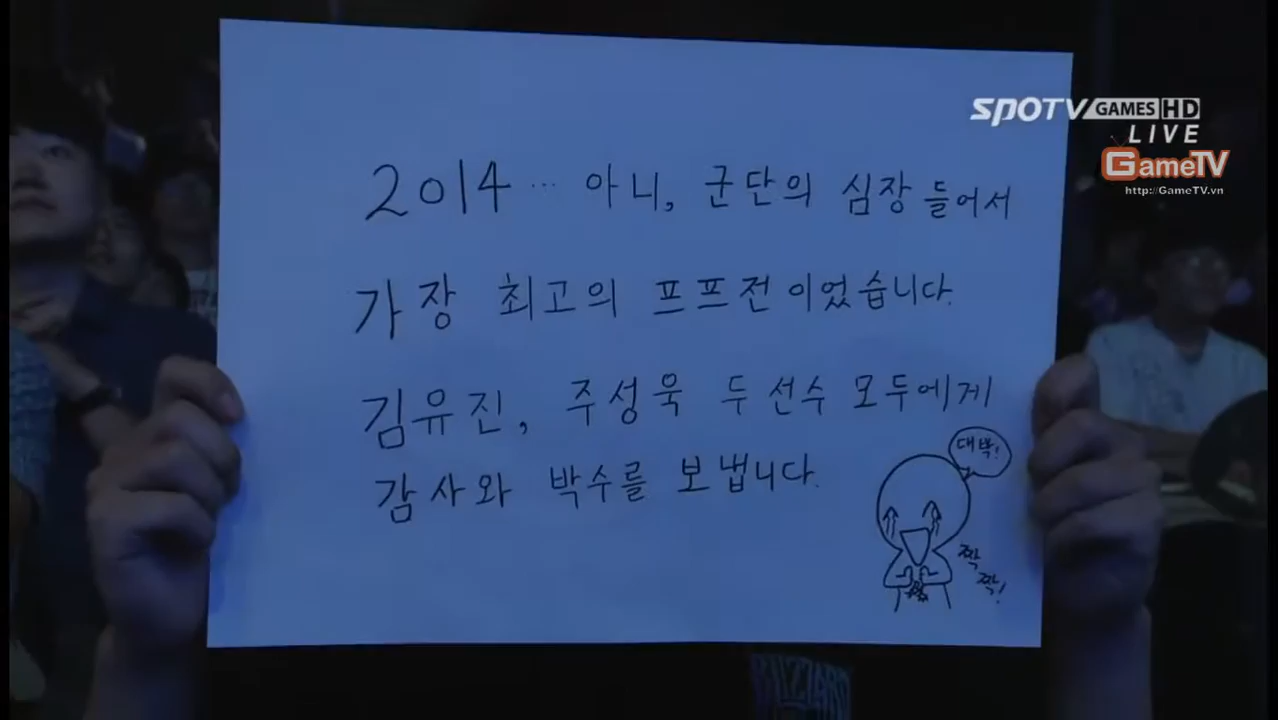 SPOTV GAMES HD
LIVE
GameTV
http://GameTV.vn
2014… 아니, 군단의 심장 들어서
가장 최고의 프프전이었습니다.
김유진, 주성욱 두 선수 모두에게
감사와 박수를 보냅니다.
대박!
짝
짝!
BLIZZARD